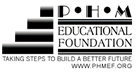 P·H·M
EDUCATIONAL
FOUNDATION
TAKING STEPS TO BUILD A BETTER FUTURE
WWW.PHMEF.ORG